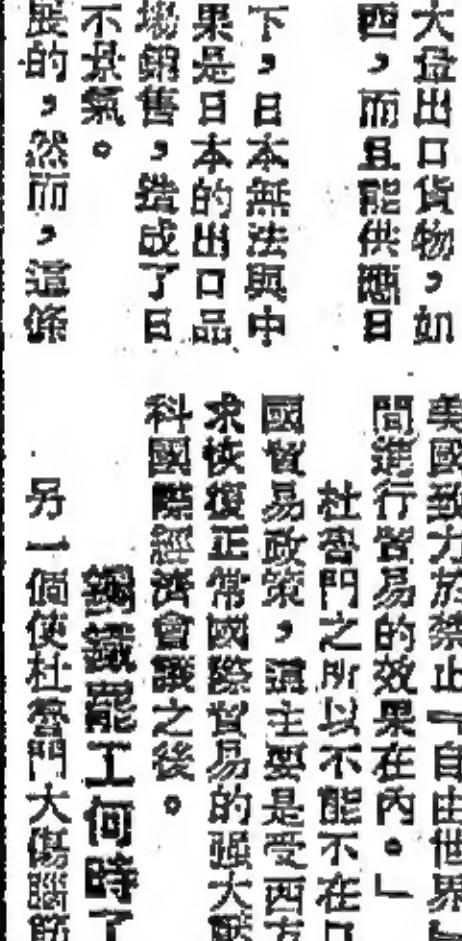 大量出口貨物，如
西，而且能供應日
下，日本無法與中
果是日本的出口品
場銷售，造成了日
不景氣。
展的，然而，這條
美國致力於禁止「自由世界」
間進行貿易的效果在內。」
杜魯門之所以不能不在
國貿易政策，這主要是受西方
求恢復正常國際貿易的强大壓
科國際經濟會議之後。
鋼鐵罷工何時了
另一個使杜魯門大傷腦筋